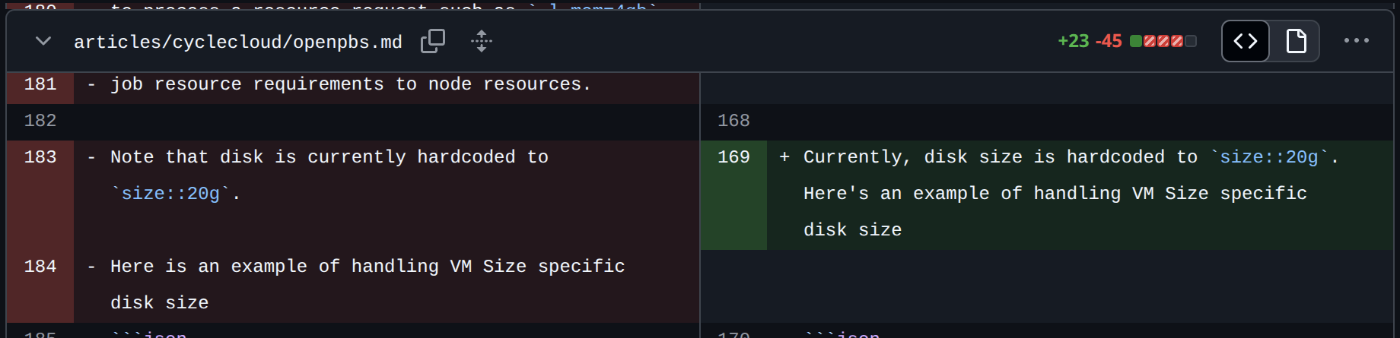 180 to process a resource request such as `-l mem=4gb`
articles/cyclecloud/openpbs.md +23 -45
181 - job resource requirements to node resources.
182 168
183 - Note that disk is currently hardcoded to
`size::20g`.
169 + Currently, disk size is hardcoded to `size::20g`.
Here's an example of handling VM Size specific
disk size
184 - Here is an example of handling VM Size specific
disk size
185 ```json 170 ```json